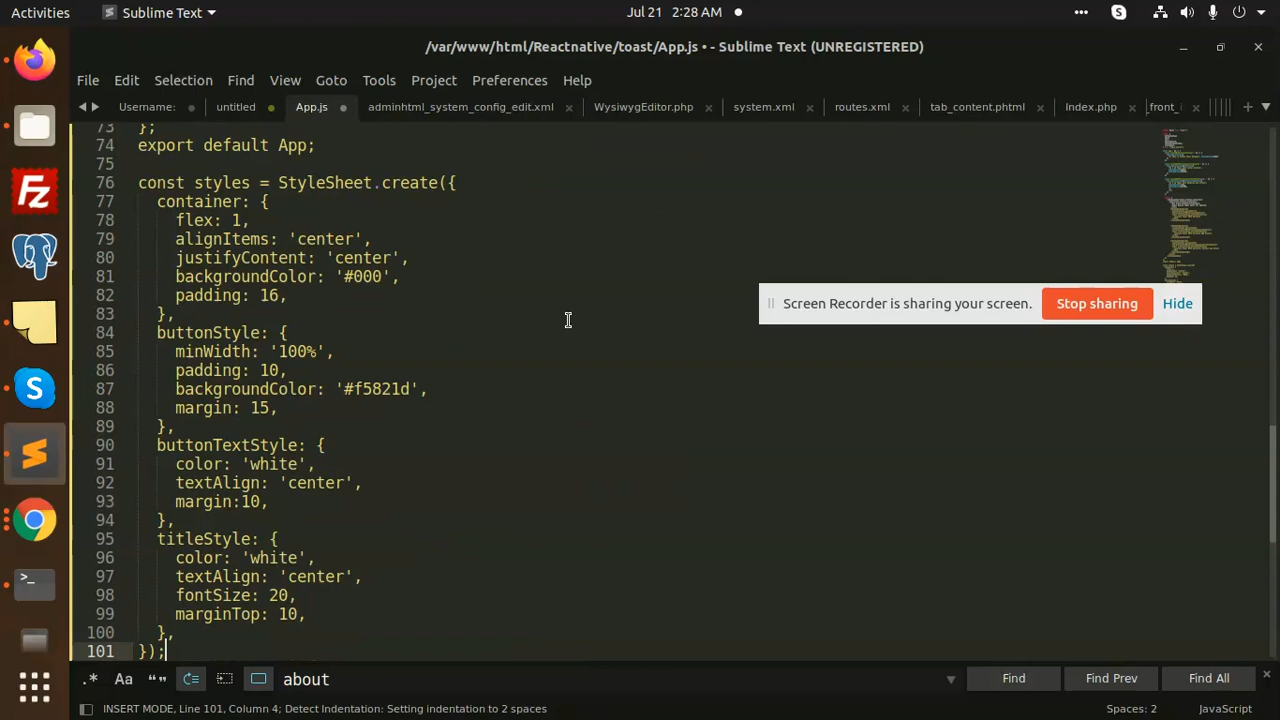 Activities
Sublime Text
Jul 21 2:28 AM
/var/www/html/Reactnative/toast/App.js • - Sublime Text (UNREGISTERED)
File Edit Selection Find View Goto Tools Project Preferences Help
Username: untitled App.js adminhtml_system_config_edit.xml WysiwygEditor.php system.xml routes.xml tab_content.phtml Index.php front_
73 };
74 export default App;
75
76 const styles = StyleSheet.create({
77 container: {
78 flex: 1,
79 alignItems: 'center',
80 justifyContent: 'center',
81 backgroundColor: '#000',
82 padding: 16,
83 },
84 buttonStyle: {
85 minWidth: '100%',
86 padding: 10,
87 backgroundColor: '#f5821d',
88 margin: 15,
89 },
90 buttonTextStyle: {
91 color: 'white',
92 textAlign: 'center',
93 margin:10,
94 },
95 titleStyle: {
96 color: 'white',
97 textAlign: 'center',
98 fontSize: 20,
99 marginTop: 10,
100 },
101 });
Screen Recorder is sharing your screen. Stop sharing Hide
.* Aa "" about Find Find Prev Find All
INSERT MODE, Line 101, Column 4; Detect Indentation: Setting indentation to 2 spaces
Spaces: 2
JavaScript